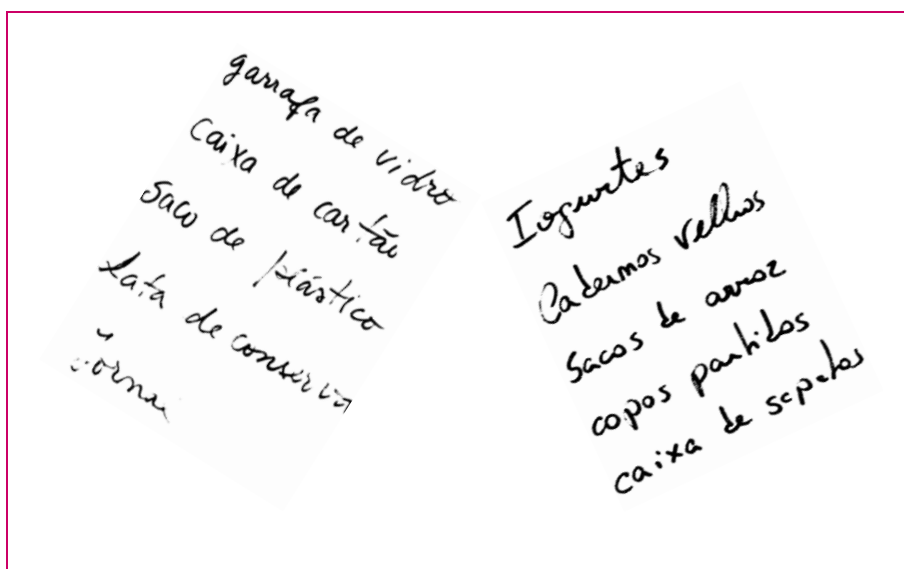 garrafa de vidro
caixa de cartão
saco de plástico
lata de conserva
Iogurtes
Cadernos velhos
Sacos de arroz
copos partidos
caixa de sapatos